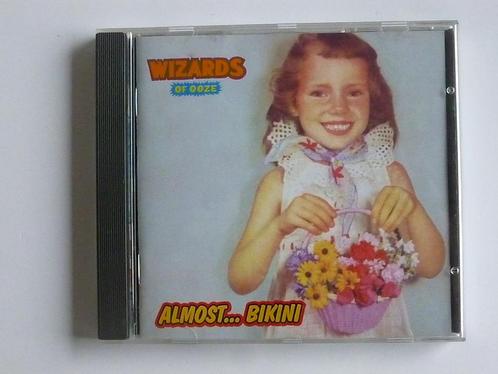 WIZARDS
OF OOZE
ALMOST... BIKINI